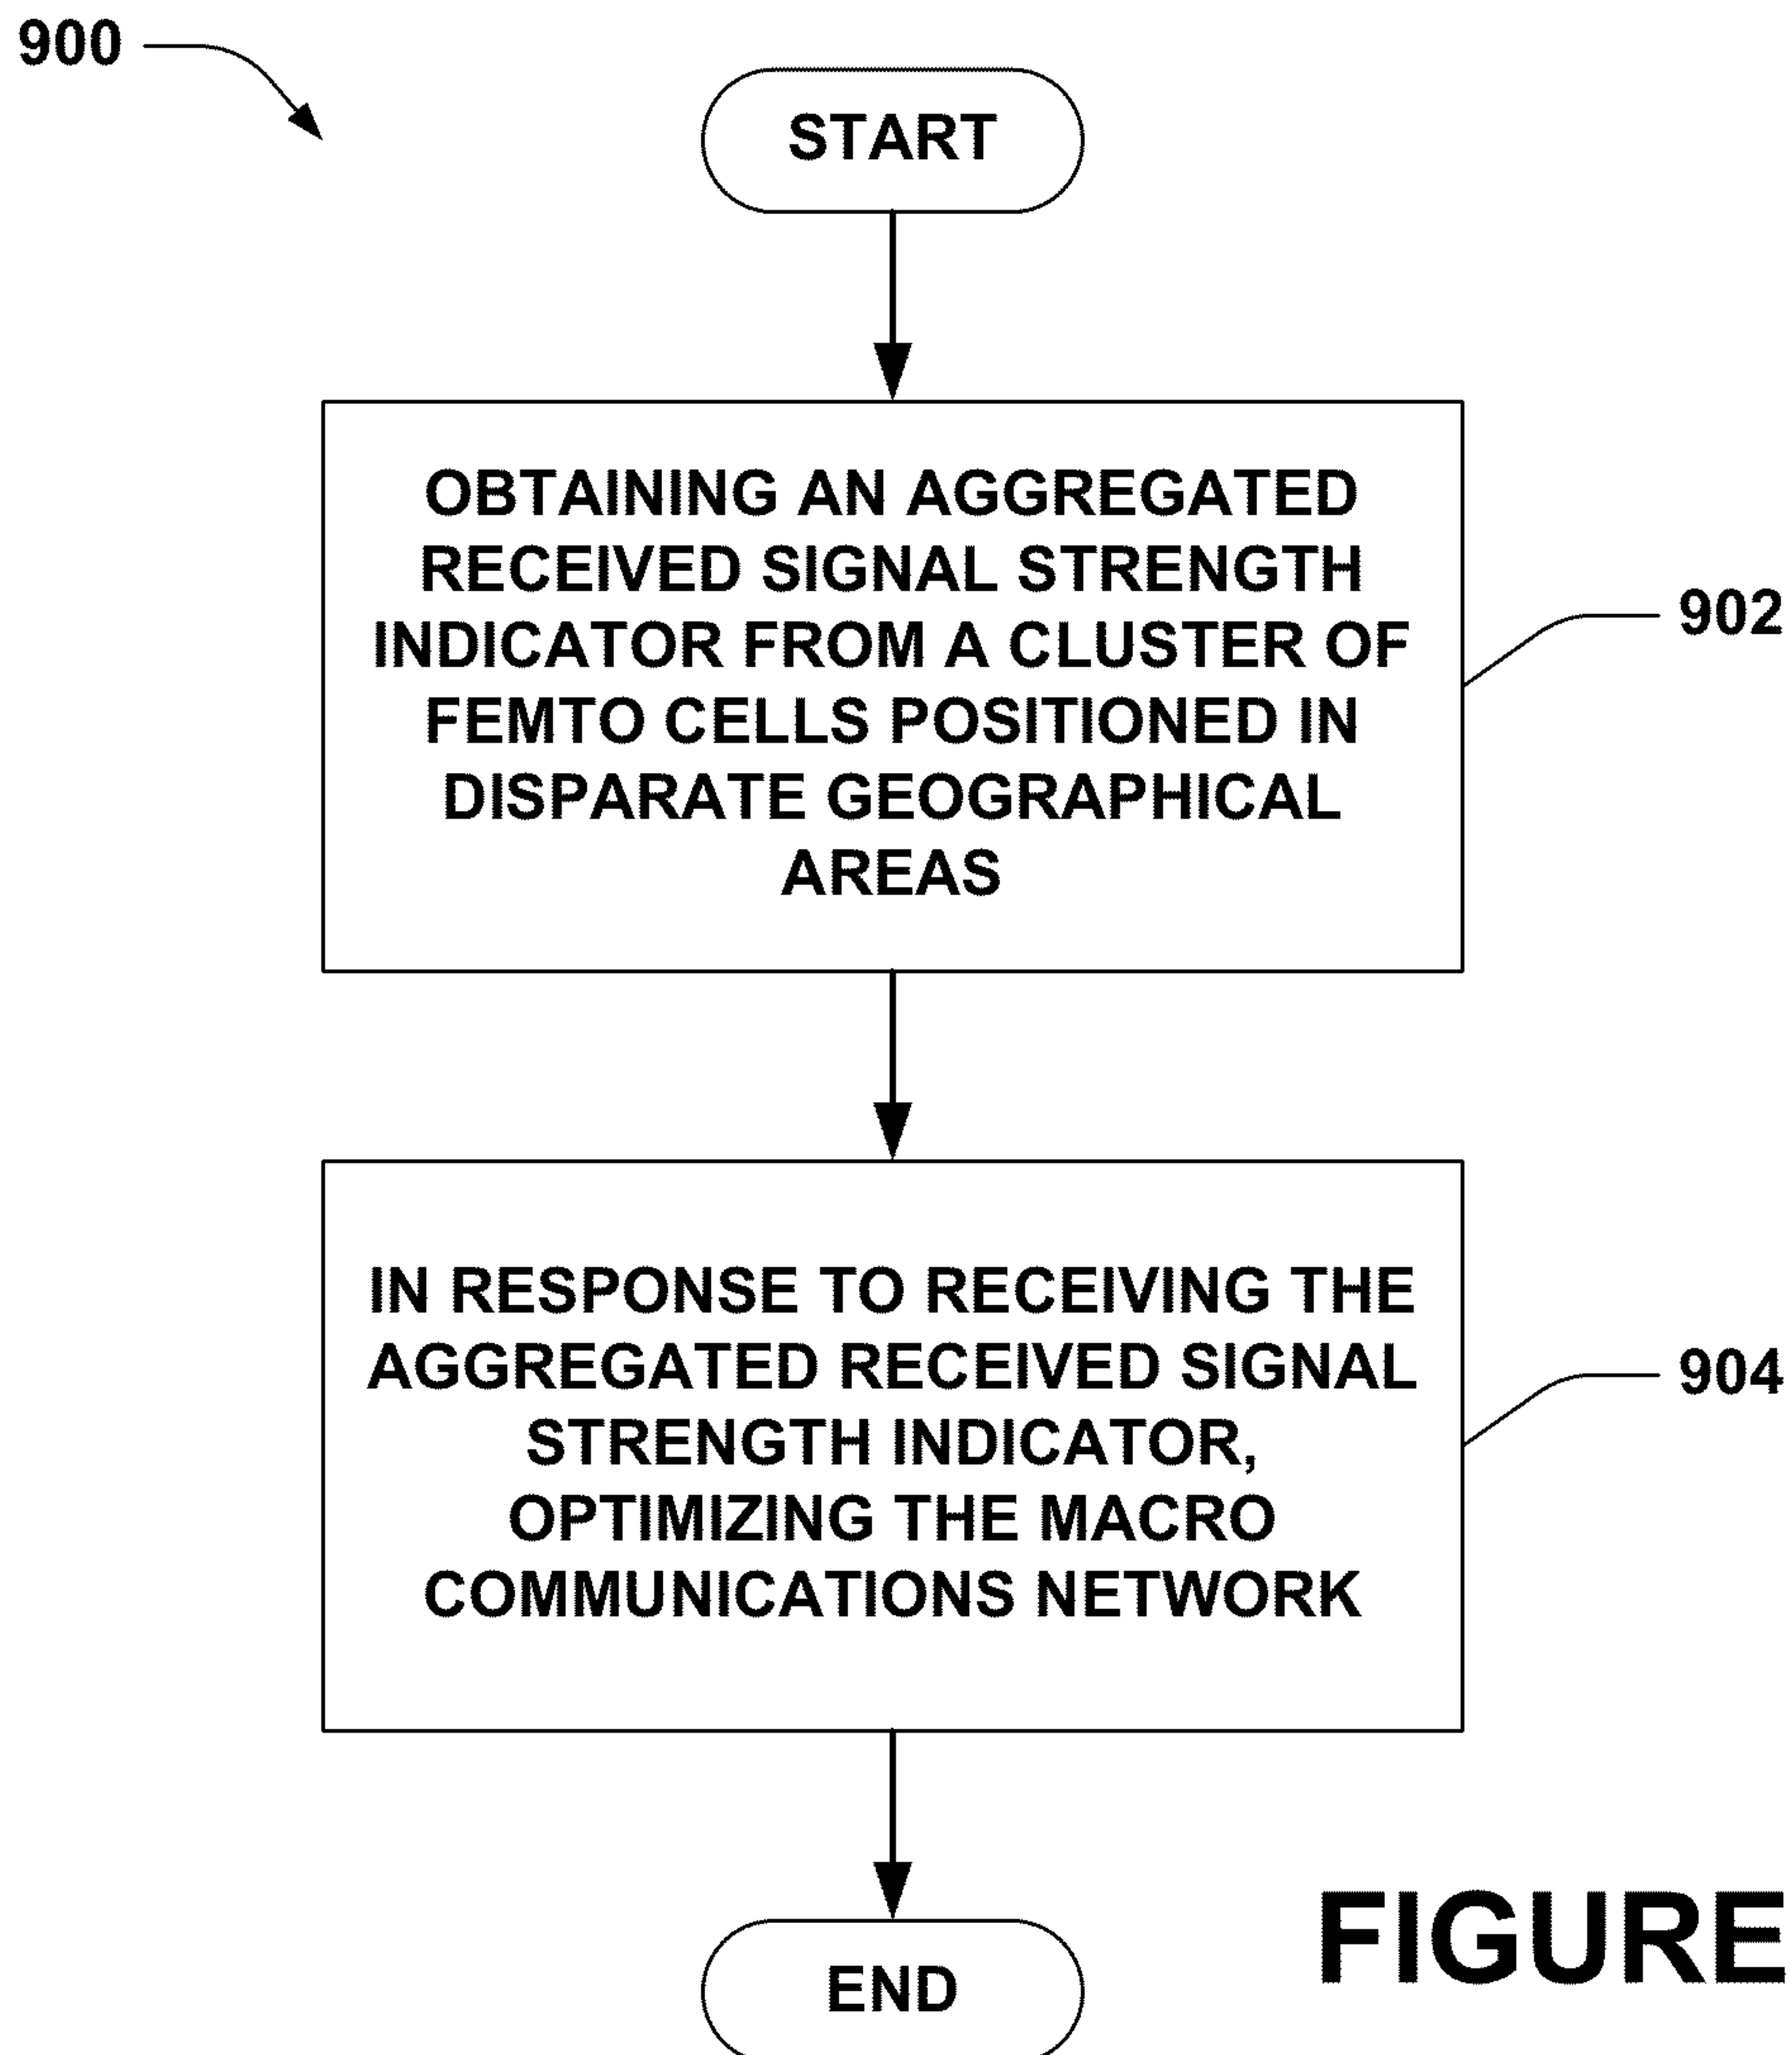 900
START
OBTAINING AN AGGREGATED
RECEIVED SIGNAL STRENGTH
INDICATOR FROM A CLUSTER OF
FEMTO CELLS POSITIONED IN
DISPARATE GEOGRAPHICAL
AREAS
902
IN RESPONSE TO RECEIVING THE
AGGREGATED RECEIVED SIGNAL
STRENGTH INDICATOR,
OPTIMIZING THE MACRO
COMMUNICATIONS NETWORK
904
END
FIGURE